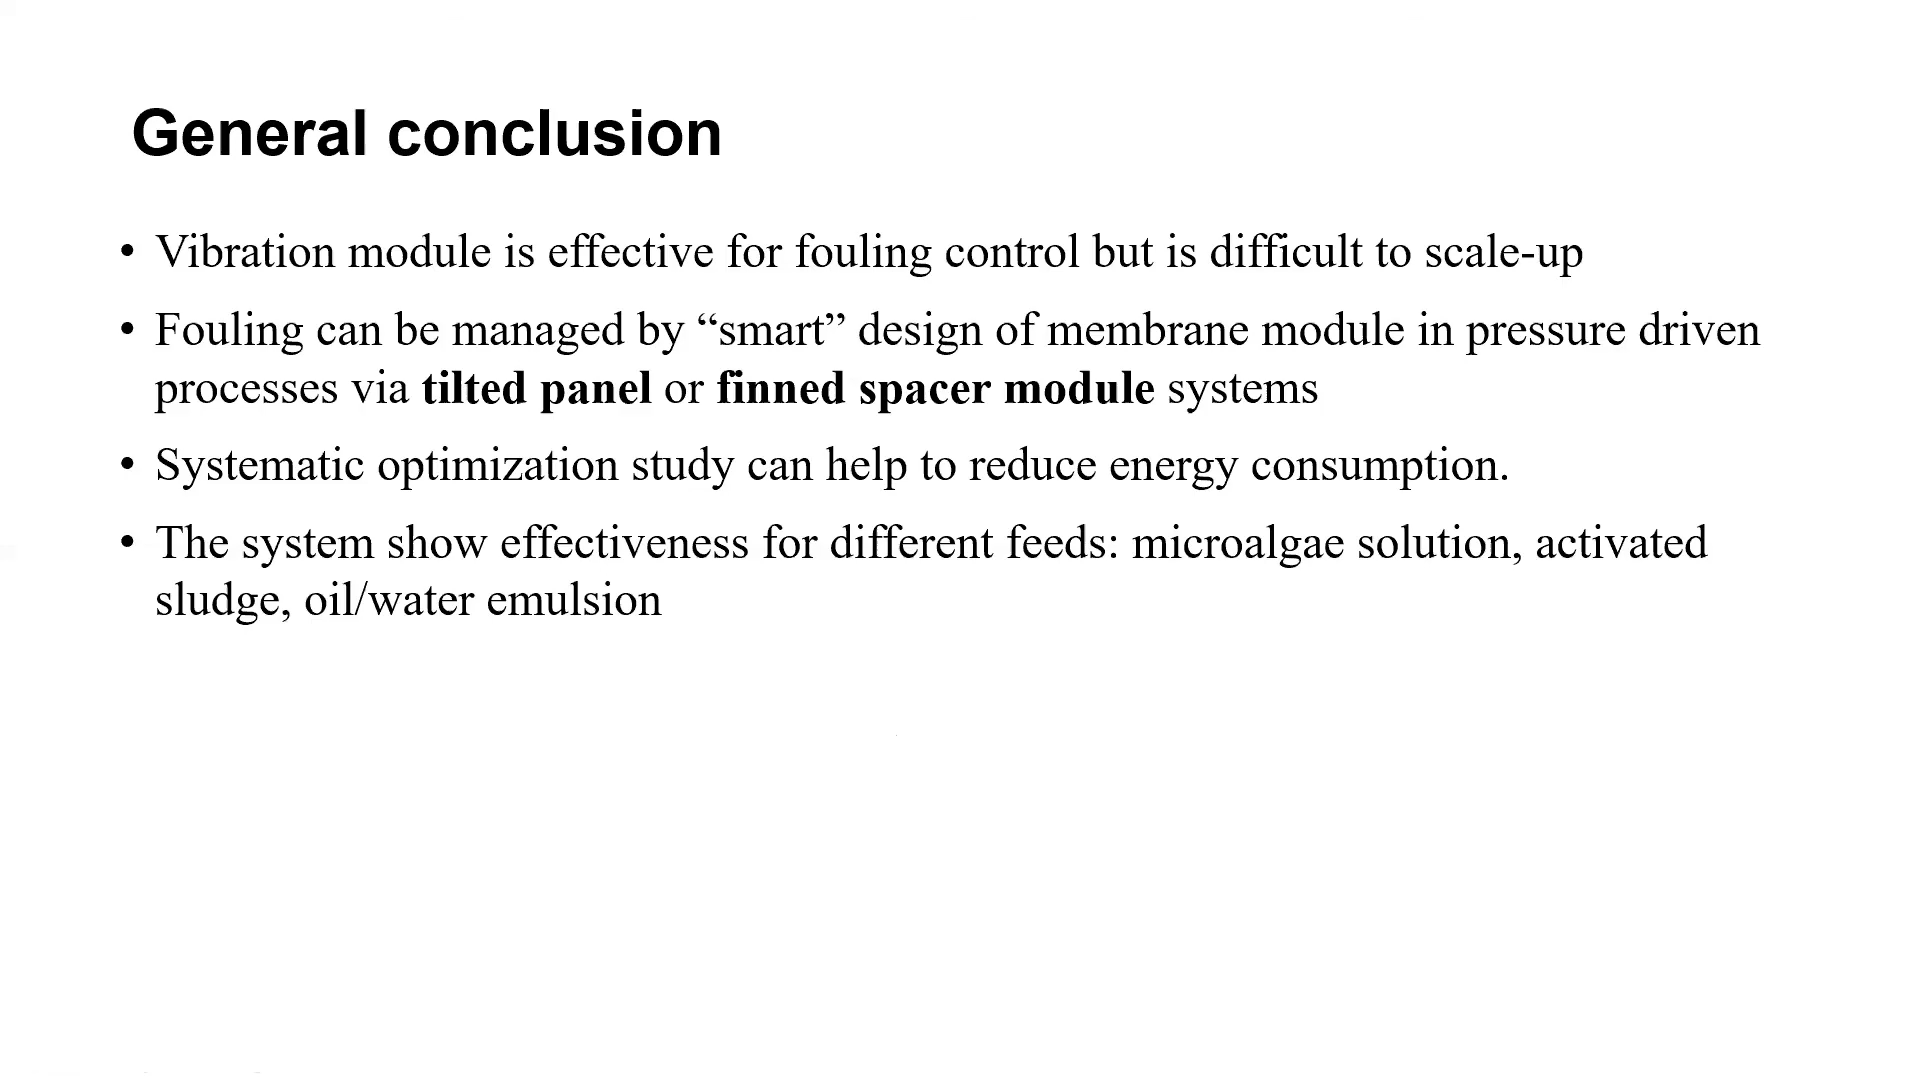 General conclusion
• Vibration module is effective for fouling control but is difficult to scale-up
• Fouling can be managed by “smart” design of membrane module in pressure driven
processes via tilted panel or finned spacer module systems
• Systematic optimization study can help to reduce energy consumption.
• The system show effectiveness for different feeds: microalgae solution, activated
sludge, oil/water emulsion